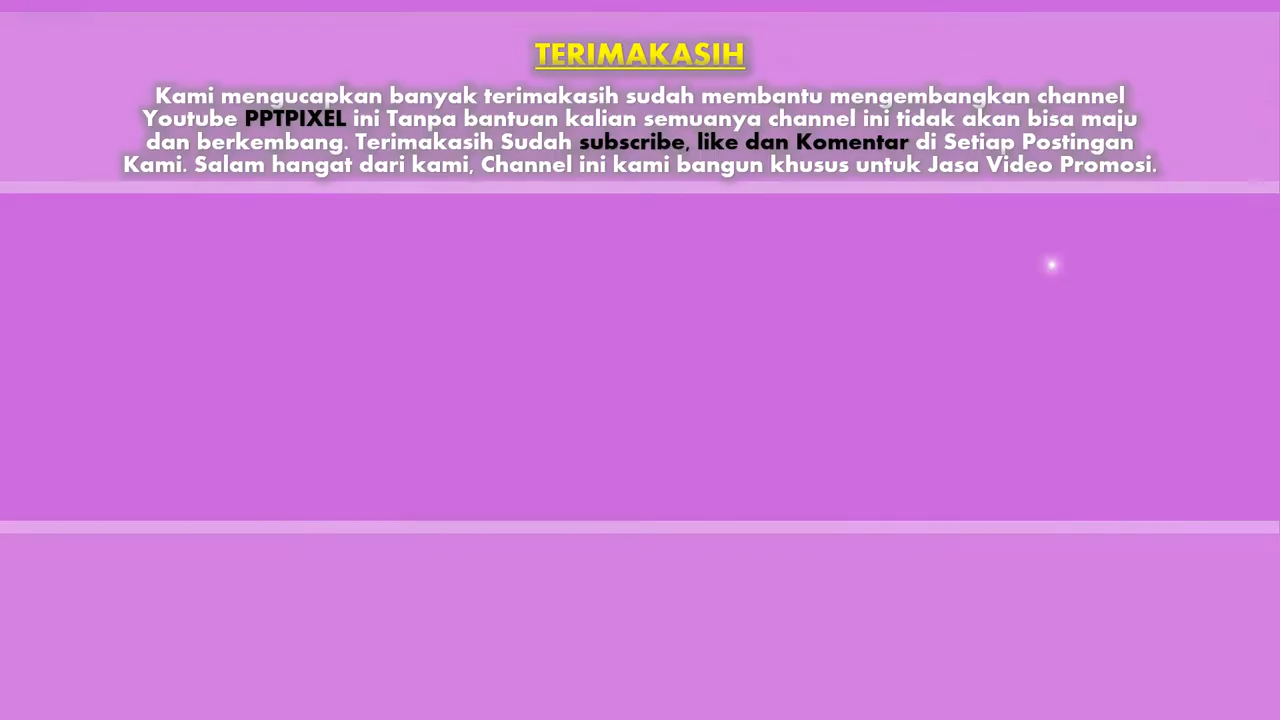 TERIMAKASIH
Kami mengucapkan banyak terimakasih sudah membantu mengembangkan channel
Youtube PPTPIXEL ini Tanpa bantuan kalian semuanya channel ini tidak akan bisa maju
dan berkembang. Terimakasih Sudah subscribe, like dan Komentar di Setiap Postingan
Kami. Salam hangat dari kami, Channel ini kami bangun khusus untuk Jasa Video Promosi.